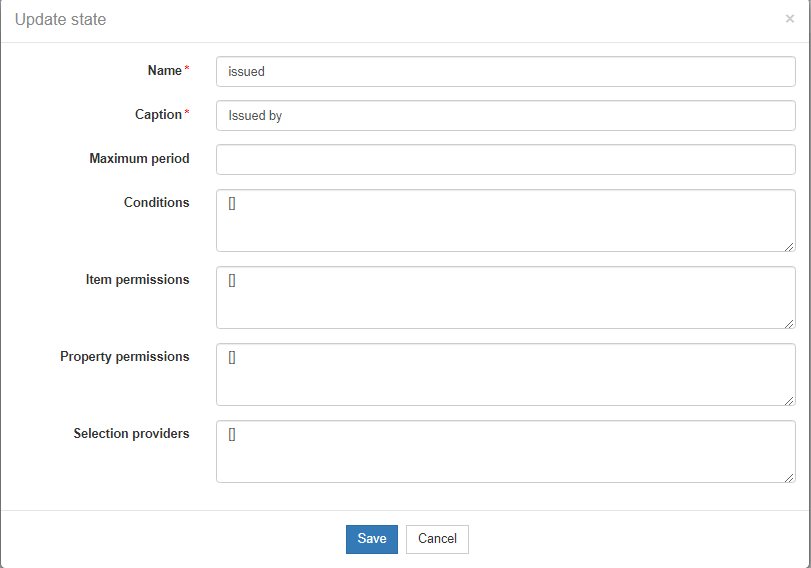 Update state ×
Name * issued
Caption * Issued by
Maximum period
Conditions []
Item permissions []
Property permissions []
Selection providers []
Save Cancel